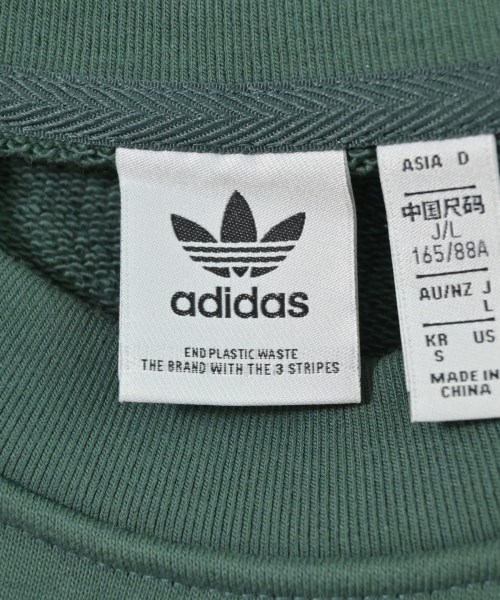 adidas
END PLASTIC WASTE
THE BRAND WITH THE 3 STRIPES
ASIA D
中国尺码
J/L
165/88A
AU/NZ J
L
KR US
S
MADE IN
CHINA